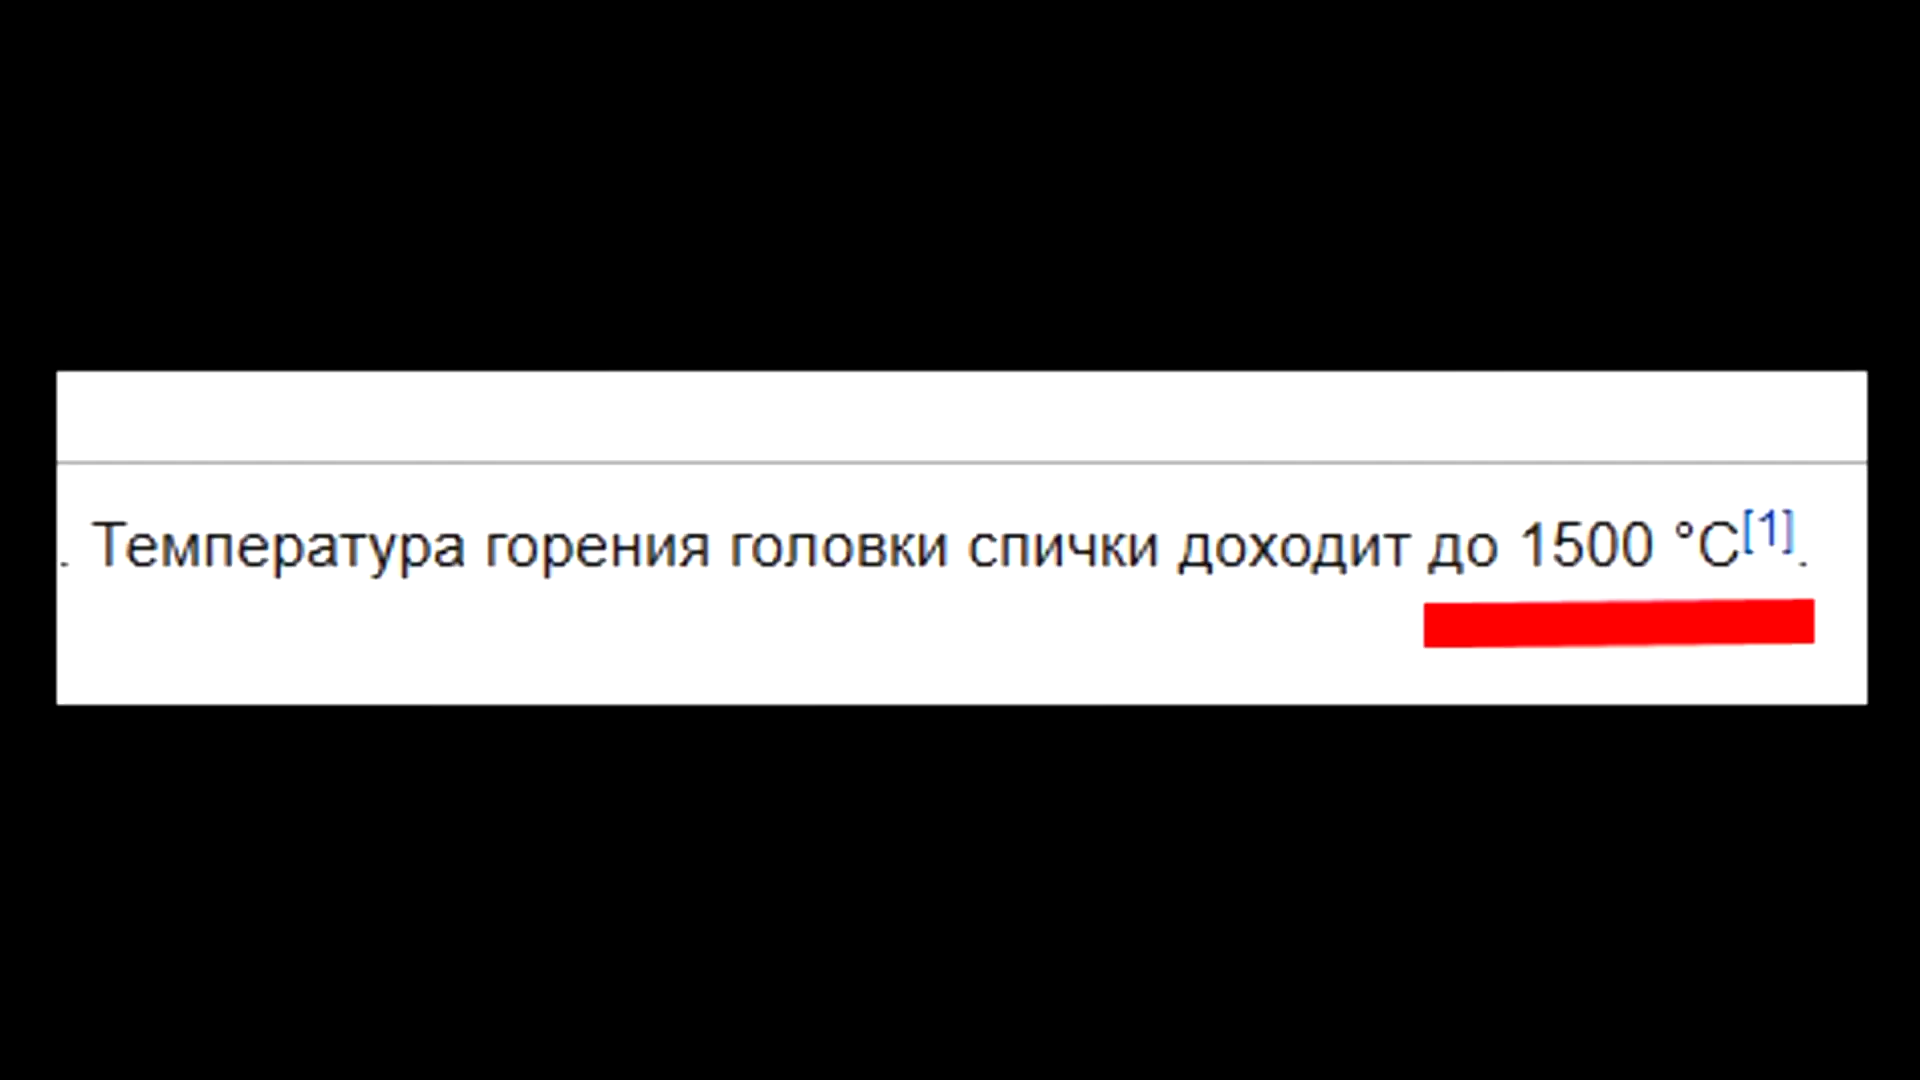 . Температура горения головки спички доходит до 1500 °C[1].